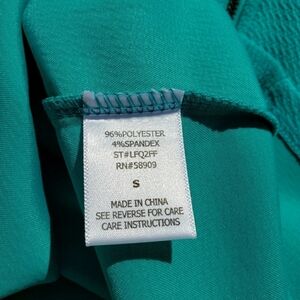 96%POLYESTER
4%SPANDEX
ST#LFQ2FF
RN#58909
S
MADE IN CHINA
SEE REVERSE FOR CARE
CARE INSTRUCTIONS